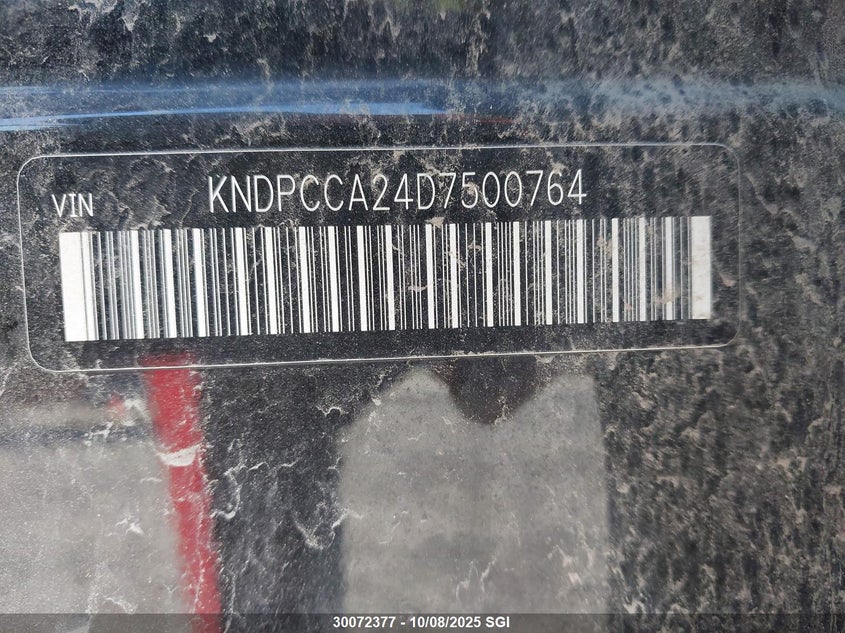 VIN KNDPCCA24D7500764
30072377 - 10/08/2025 SGI